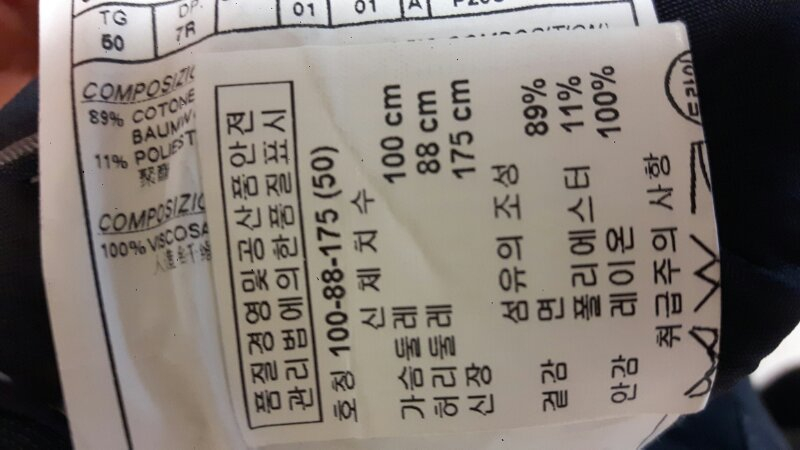 TG
50
7R
01
01
COMPOSIZI
89% COTONE
BAUMW
11% POLIEST
聚酯
COMPOSIZIO
100% VISCOSA
품질경영및공산품안전
관리법에의한품질표시
호칭 100-88-175 (50)
신 체 치 수
가슴둘레 100 cm
허리둘레 88 cm
신장 175 cm
섬유의 조성
겉감 면 89%
폴리에스터 11%
안감 레이온 100%
취급주의 사항
드라이